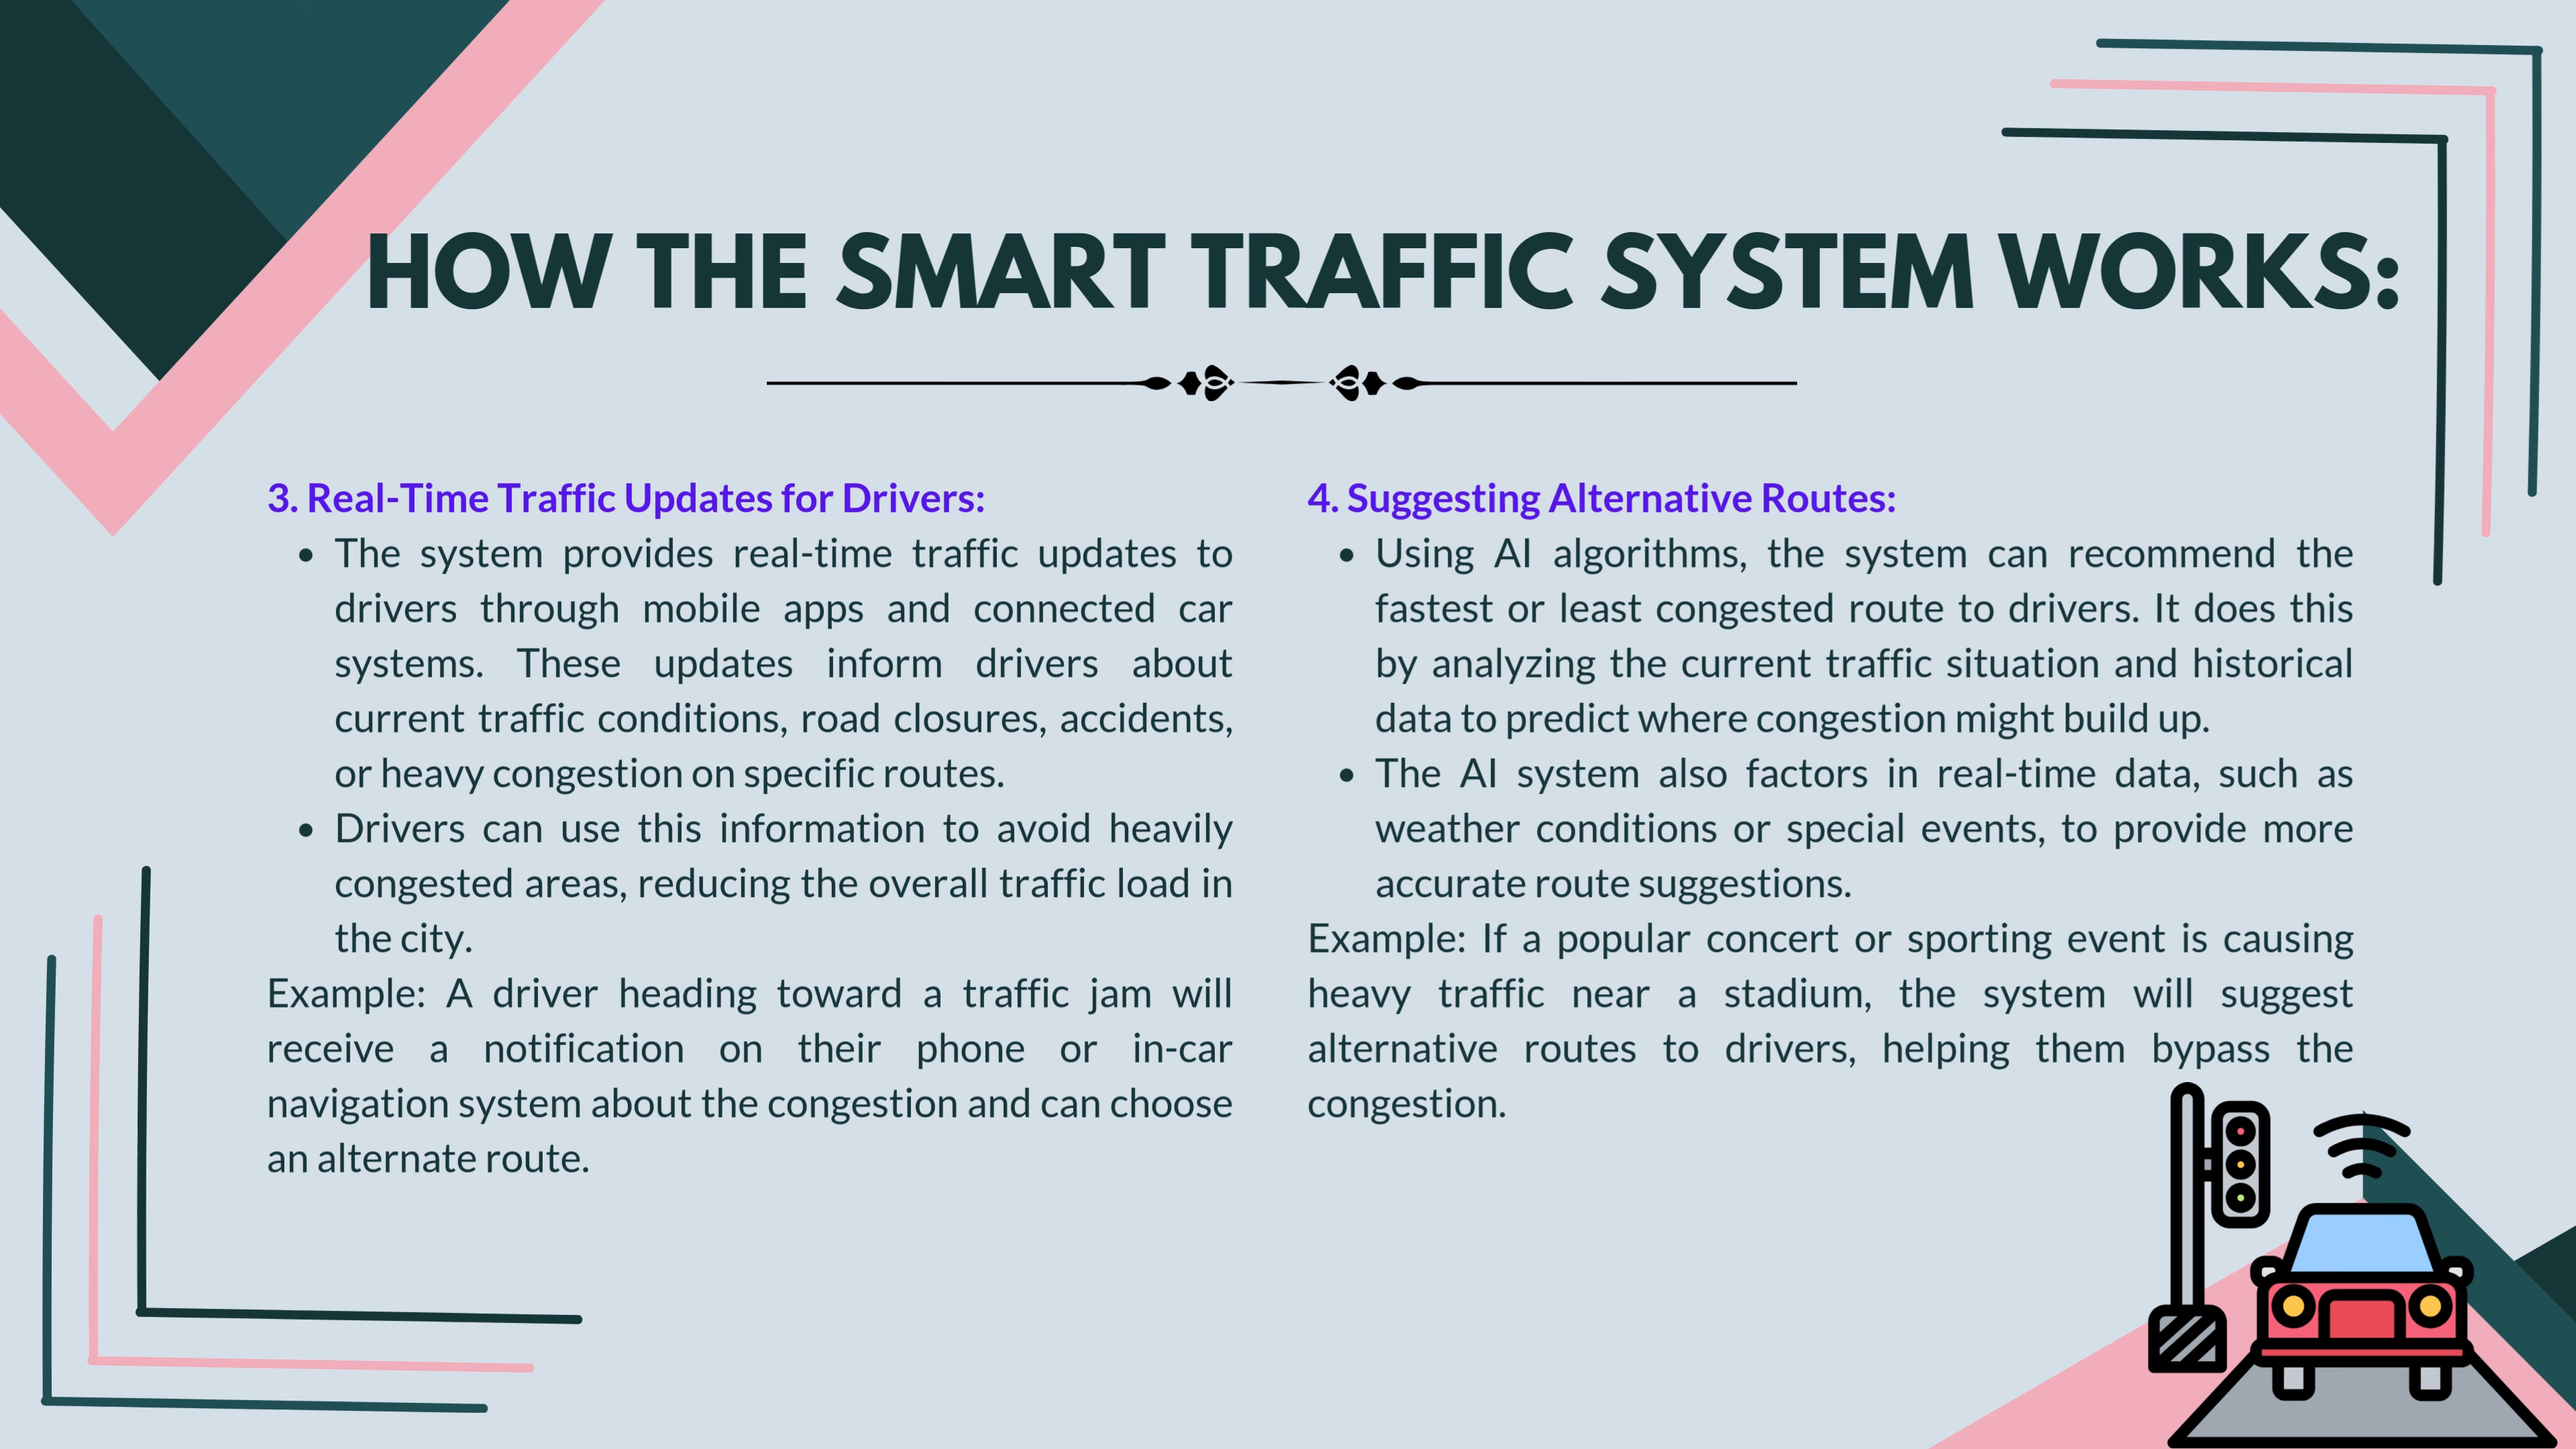 HOW THE SMART TRAFFIC SYSTEM WORKS:
3. Real-Time Traffic Updates for Drivers:
• The system provides real-time traffic updates to
drivers through mobile apps and connected car
systems. These updates inform drivers about
current traffic conditions, road closures, accidents,
or heavy congestion on specific routes.
• Drivers can use this information to avoid heavily
congested areas, reducing the overall traffic load in
the city.
Example: A driver heading toward a traffic jam will
receive a notification on their phone or in-car
navigation system about the congestion and can choose
an alternate route.
4. Suggesting Alternative Routes:
• Using AI algorithms, the system can recommend the
fastest or least congested route to drivers. It does this
by analyzing the current traffic situation and historical
data to predict where congestion might build up.
• The AI system also factors in real-time data, such as
weather conditions or special events, to provide more
accurate route suggestions.
Example: If a popular concert or sporting event is causing
heavy traffic near a stadium, the system will suggest
alternative routes to drivers, helping them bypass the
congestion.